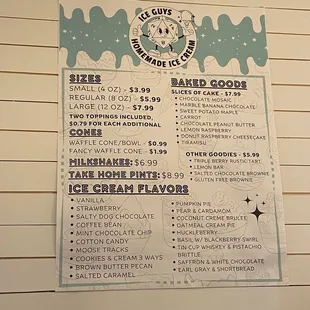 ICE GUYS
HOMEMADE ICE CREAM
SIZES
SMALL (4 OZ) - $3.99
REGULAR (8 OZ) - $5.99
LARGE (12 OZ) - $7.99
TWO TOPPINGS INCLUDED,
$0.79 FOR EACH ADDITIONAL
CONES
WAFFLE CONE/BOWL - $0.99
FANCY WAFFLE CONE - $1.99
MILKSHAKES: $6.99
TAKE HOME PINTS: $8.99
BAKED GOODS
SLICES OF CAKE - $7.99
• CHOCOLATE MOSAIC
• MARBLE BANANA CHOCOLATE
• SWEET POTATO MAPLE
• CARROT
• CHOCOLATE PEANUT BUTTER
• LEMON RASPBERRY
• DONUT RASPBERRY CHEESECAKE
• TIRAMISU
OTHER GOODIES - $5.99
• TRIPLE BERRY RUSTIC TART
• LEMON BAR
• SALTED CHOCOLATE BROWNIE
• GLUTEN FREE BROWNIE
ICE CREAM FLAVORS
• VANILLA
• STRAWBERRY
• SALTY DOG CHOCOLATE
• COFFEE BEAN
• MINT CHOCOLATE CHIP
• COTTON CANDY
• MOOSE TRACKS
• COOKIES & CREAM 3 WAYS
• BROWN BUTTER PECAN
• SALTED CARAMEL
• PUMPKIN PIE
• PEAR & CARDAMOM
• COCONUT CREME BRULEE
• OATMEAL CREAM PIE
• HUCKLEBERRY
• BASIL W/ BLACKBERRY SWIRL
• TIN CUP WHISKEY & PISTACHIO
BRITTLE
• SAFFRON & WHITE CHOCOLATE
• EARL GRAY & SHORTBREAD